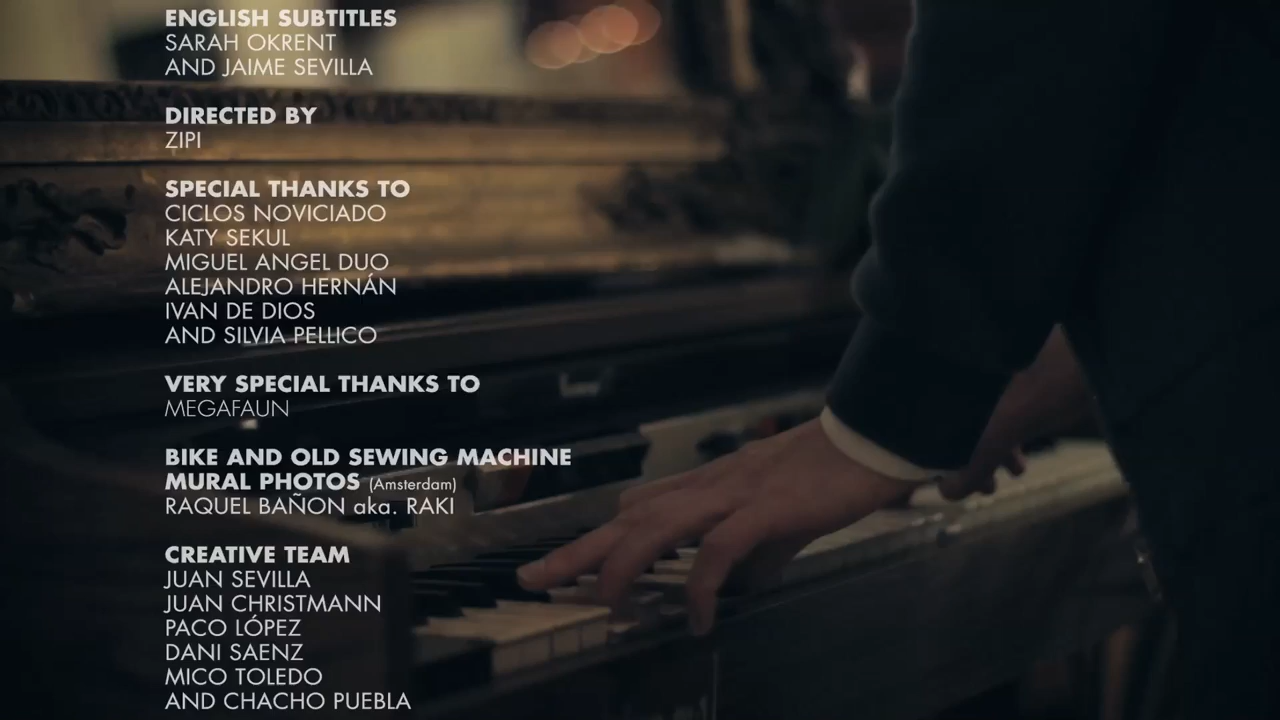 ENGLISH SUBTITLES
SARAH OKRENT
AND JAIME SEVILLA
DIRECTED BY
ZIPI
SPECIAL THANKS TO
CICLOS NOVICIADO
KATY SEKUL
MIGUEL ANGEL DUO
ALEJANDRO HERNÁN
IVAN DE DIOS
AND SILVIA PELLICO
VERY SPECIAL THANKS TO
MEGAFAUN
BIKE AND OLD SEWING MACHINE
MURAL PHOTOS (Amsterdam)
RAQUEL BAÑON aka. RAKI
CREATIVE TEAM
JUAN SEVILLA
JUAN CHRISTMANN
PACO LÓPEZ
DANI SAENZ
MICO TOLEDO
AND CHACHO PUEBLA